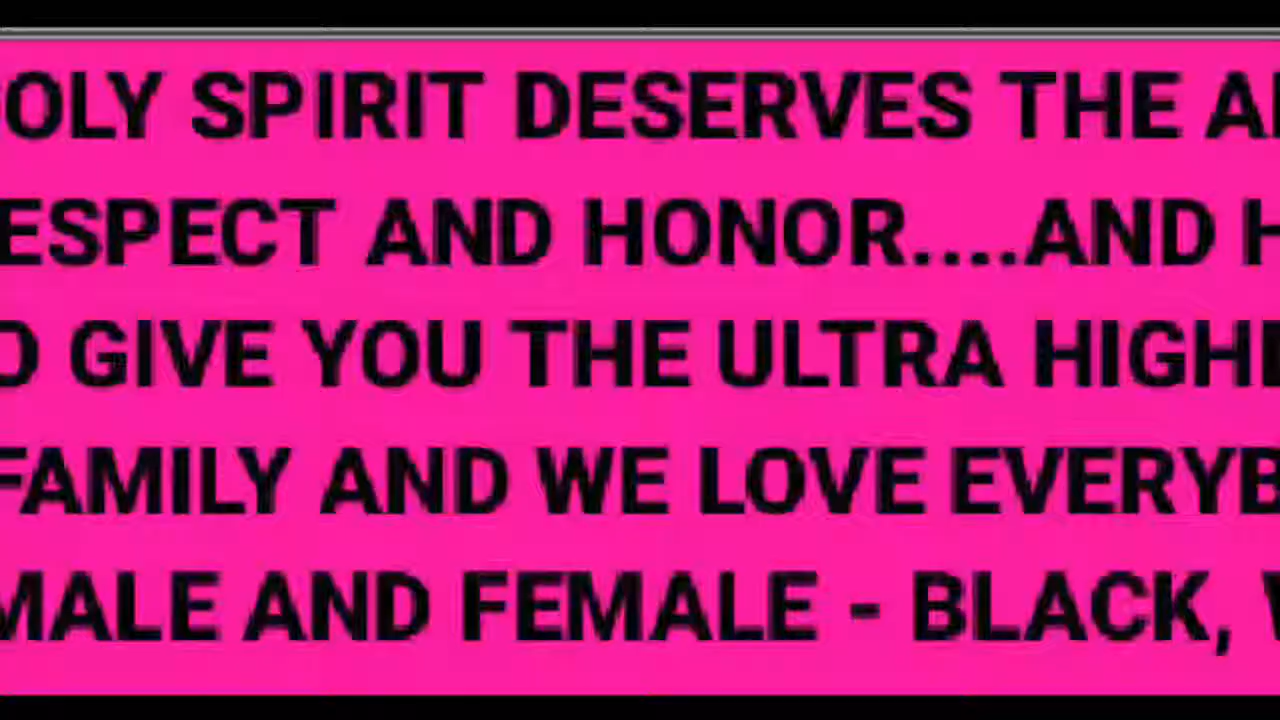 OLY SPIRIT DESERVES THE A
ESPECT AND HONOR....AND H
O GIVE YOU THE ULTRA HIGHE
FAMILY AND WE LOVE EVERYB
MALE AND FEMALE - BLACK,